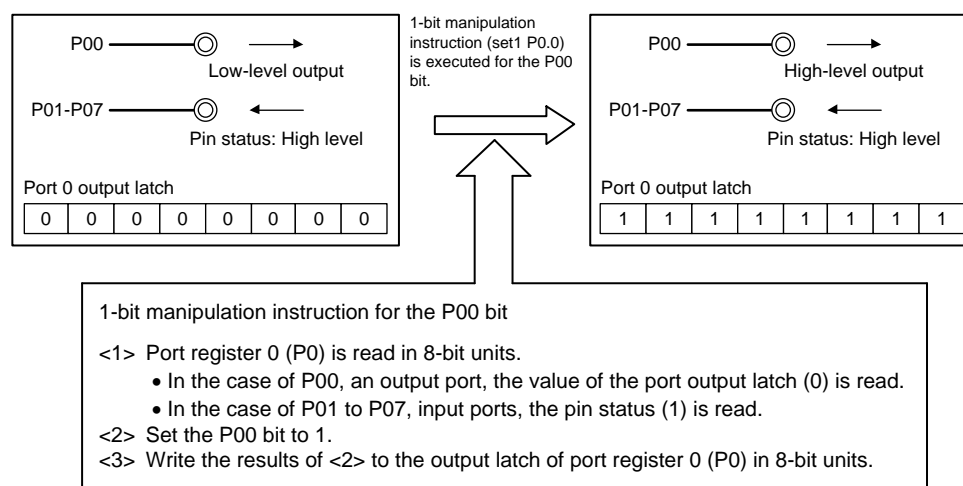 P00
Low-level output
P01-P07
Pin status: High level
Port 0 output latch
0 0 0 0 0 0 0 0
1-bit manipulation
instruction (set1 P0.0)
is executed for the P00
bit.
P00
High-level output
P01-P07
Pin status: High level
Port 0 output latch
1 1 1 1 1 1 1 1
1-bit manipulation instruction for the P00 bit
<1> Port register 0 (P0) is read in 8-bit units.
• In the case of P00, an output port, the value of the port output latch (0) is read.
• In the case of P01 to P07, input ports, the pin status (1) is read.
<2> Set the P00 bit to 1.
<3> Write the results of <2> to the output latch of port register 0 (P0) in 8-bit units.